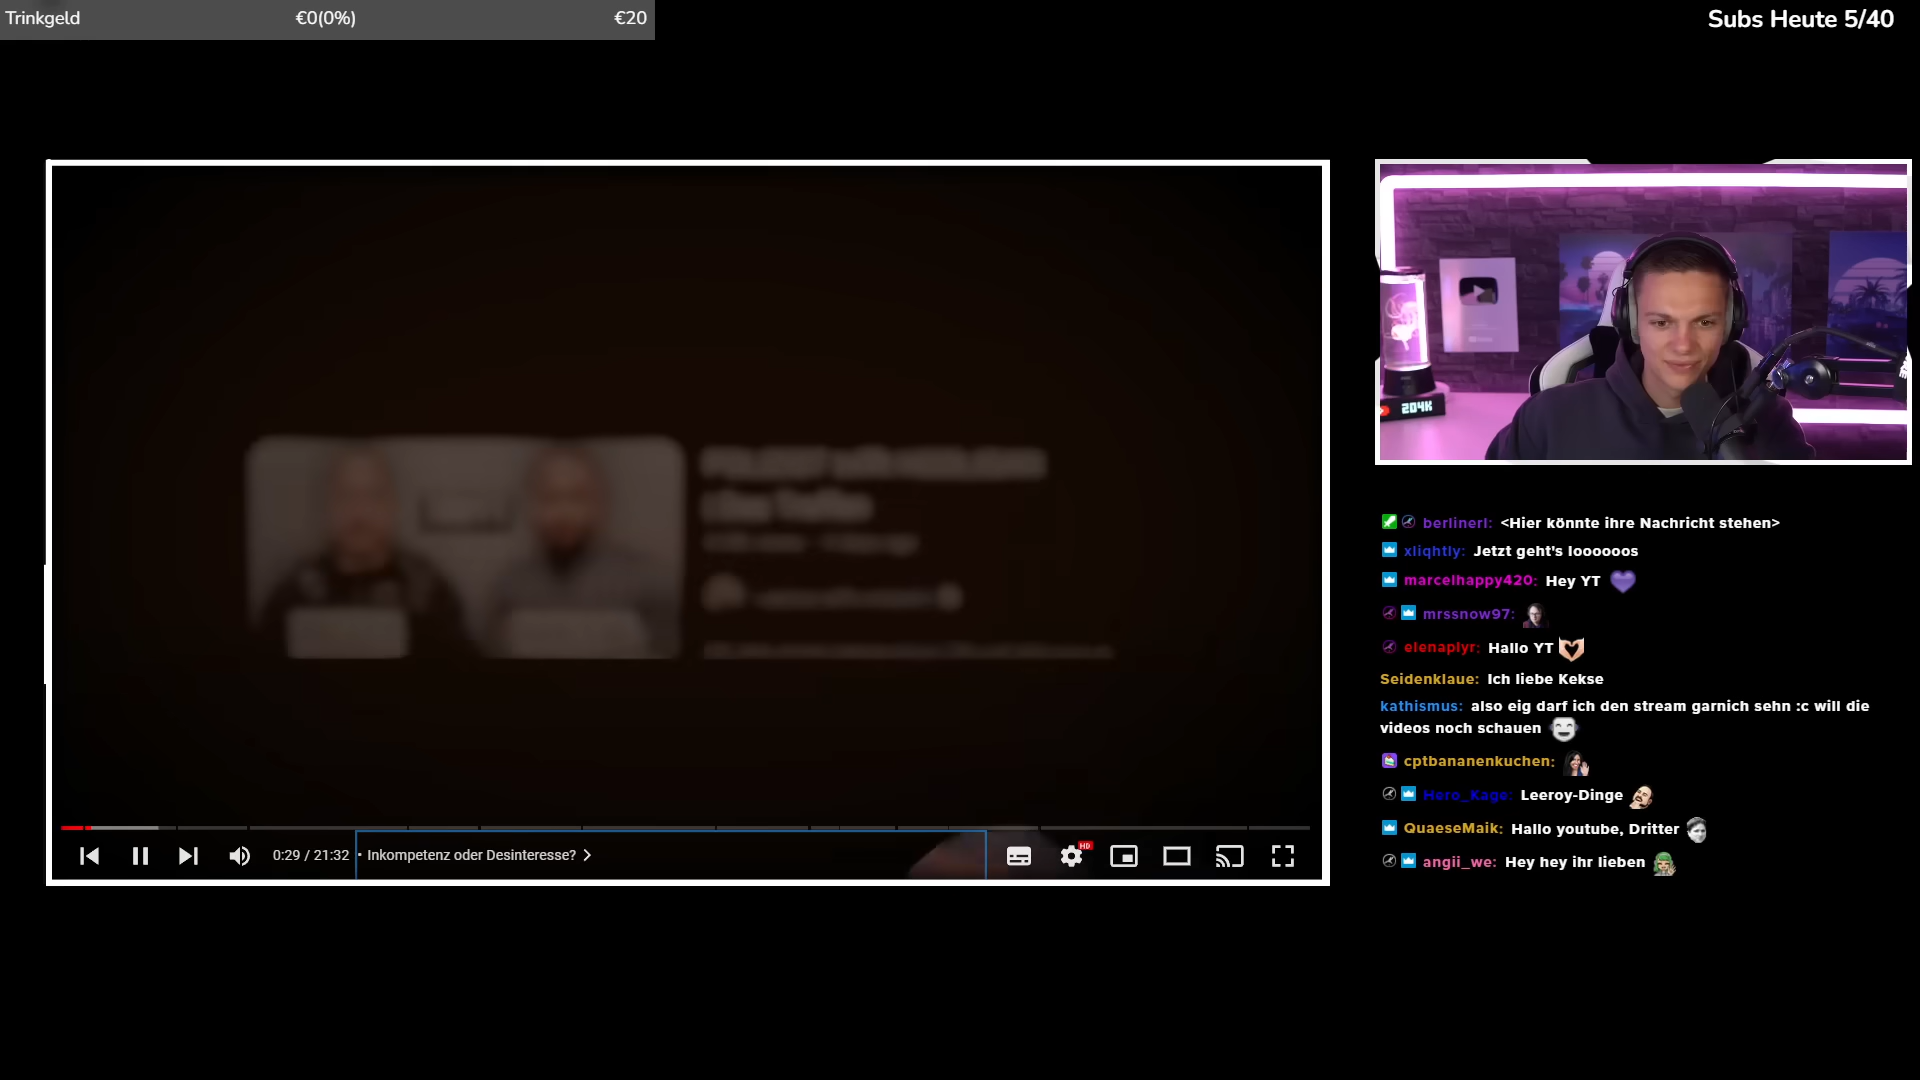 Trinkgeld €0(0%) €20
Subs Heute 5/40
204K
berlinerl: <Hier könnte ihre Nachricht stehen>
xliqhtly: Jetzt geht's loooooos
marcelhappy420: Hey YT
mrssnow97:
elenaplyr: Hallo YT
Seidenklaue: Ich liebe Kekse
kathismus: also eig darf ich den stream garnich sehn :c will die
videos noch schauen
cptbananenkuchen:
Hero_Kage: Leeroy-Dinge
QuaeseMaik: Hallo youtube, Dritter
angii_we: Hey hey ihr lieben
0:29 / 21:32 • Inkompetenz oder Desinteresse?
HD